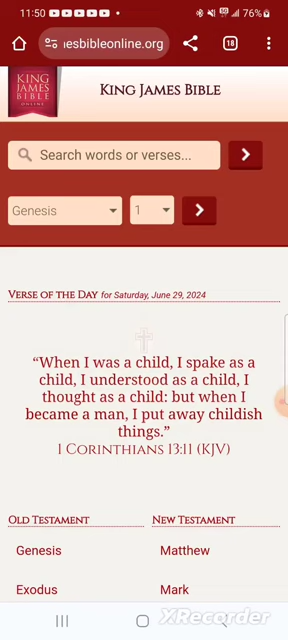 11:50
5G
76%
nesbibleonline.org
18
KING
JAMES
BIBLE
ONLINE
KING JAMES BIBLE
Search words or verses...
Genesis
1
VERSE OF THE DAY for Saturday, June 29, 2024
“When I was a child, I spake as a
child, I understood as a child, I
thought as a child: but when I
became a man, I put away childish
things.”
1 CORINTHIANS 13:11 (KJV)
OLD TESTAMENT
NEW TESTAMENT
Genesis
Matthew
Exodus
Mark
XRecorder